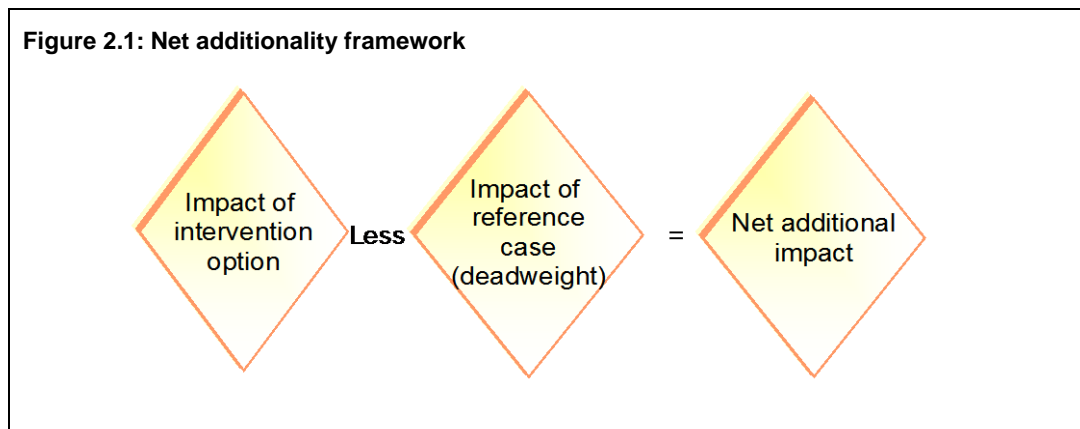 Figure 2.1: Net additionality framework
Impact of
intervention
option
Less
Impact of
reference
case
(deadweight)
=
Net additional
impact